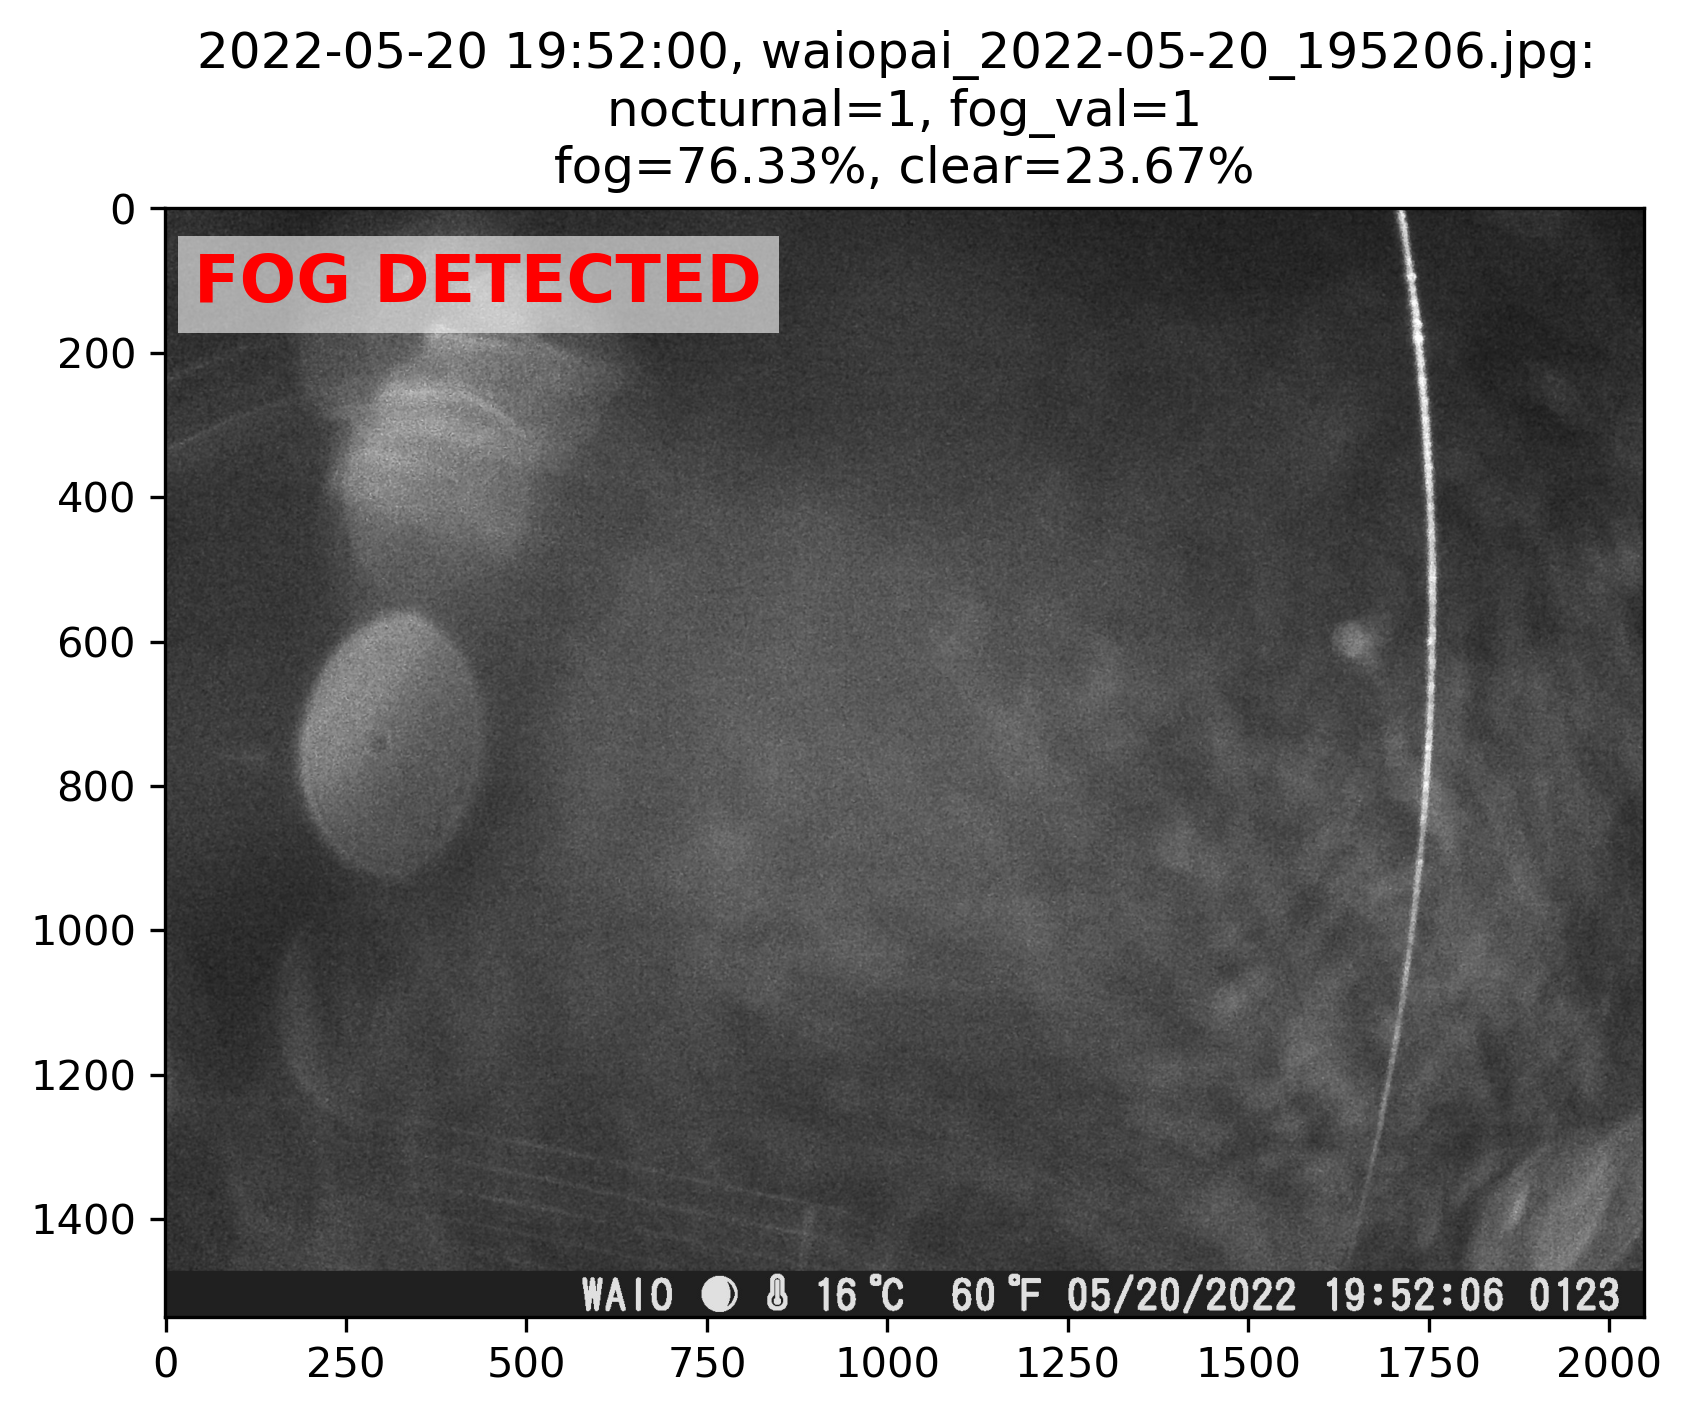 2022-05-20 19:52:00, waiopai_2022-05-20_195206.jpg:
nocturnal=1, fog_val=1
fog=76.33%, clear=23.67%
FOG DETECTED
0
200
400
600
800
1000
1200
1400
WAIO 16°C 60°F 05/20/2022 19:52:06 0123
0 250 500 750 1000 1250 1500 1750 2000